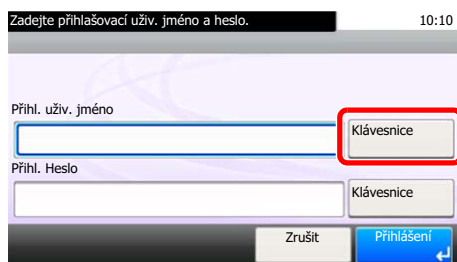 Zadejte přihlašovací uživ. jméno a heslo. 10:10
Přihl. uživ. jméno
Klávesnice
Přihl. Heslo
Klávesnice
Zrušit Přihlášení